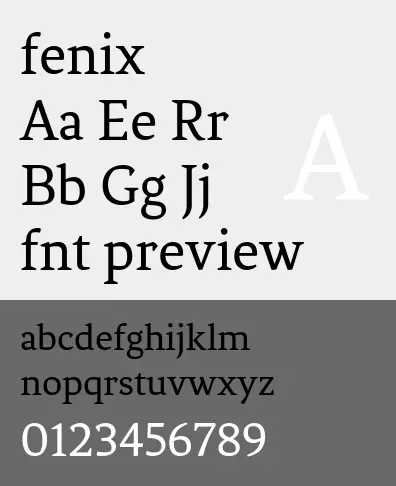 fenix
Aa Ee Rr
A
Bb Gg Jj
fnt preview
abcdefghijklm
nopqrstuvwxyz
0123456789